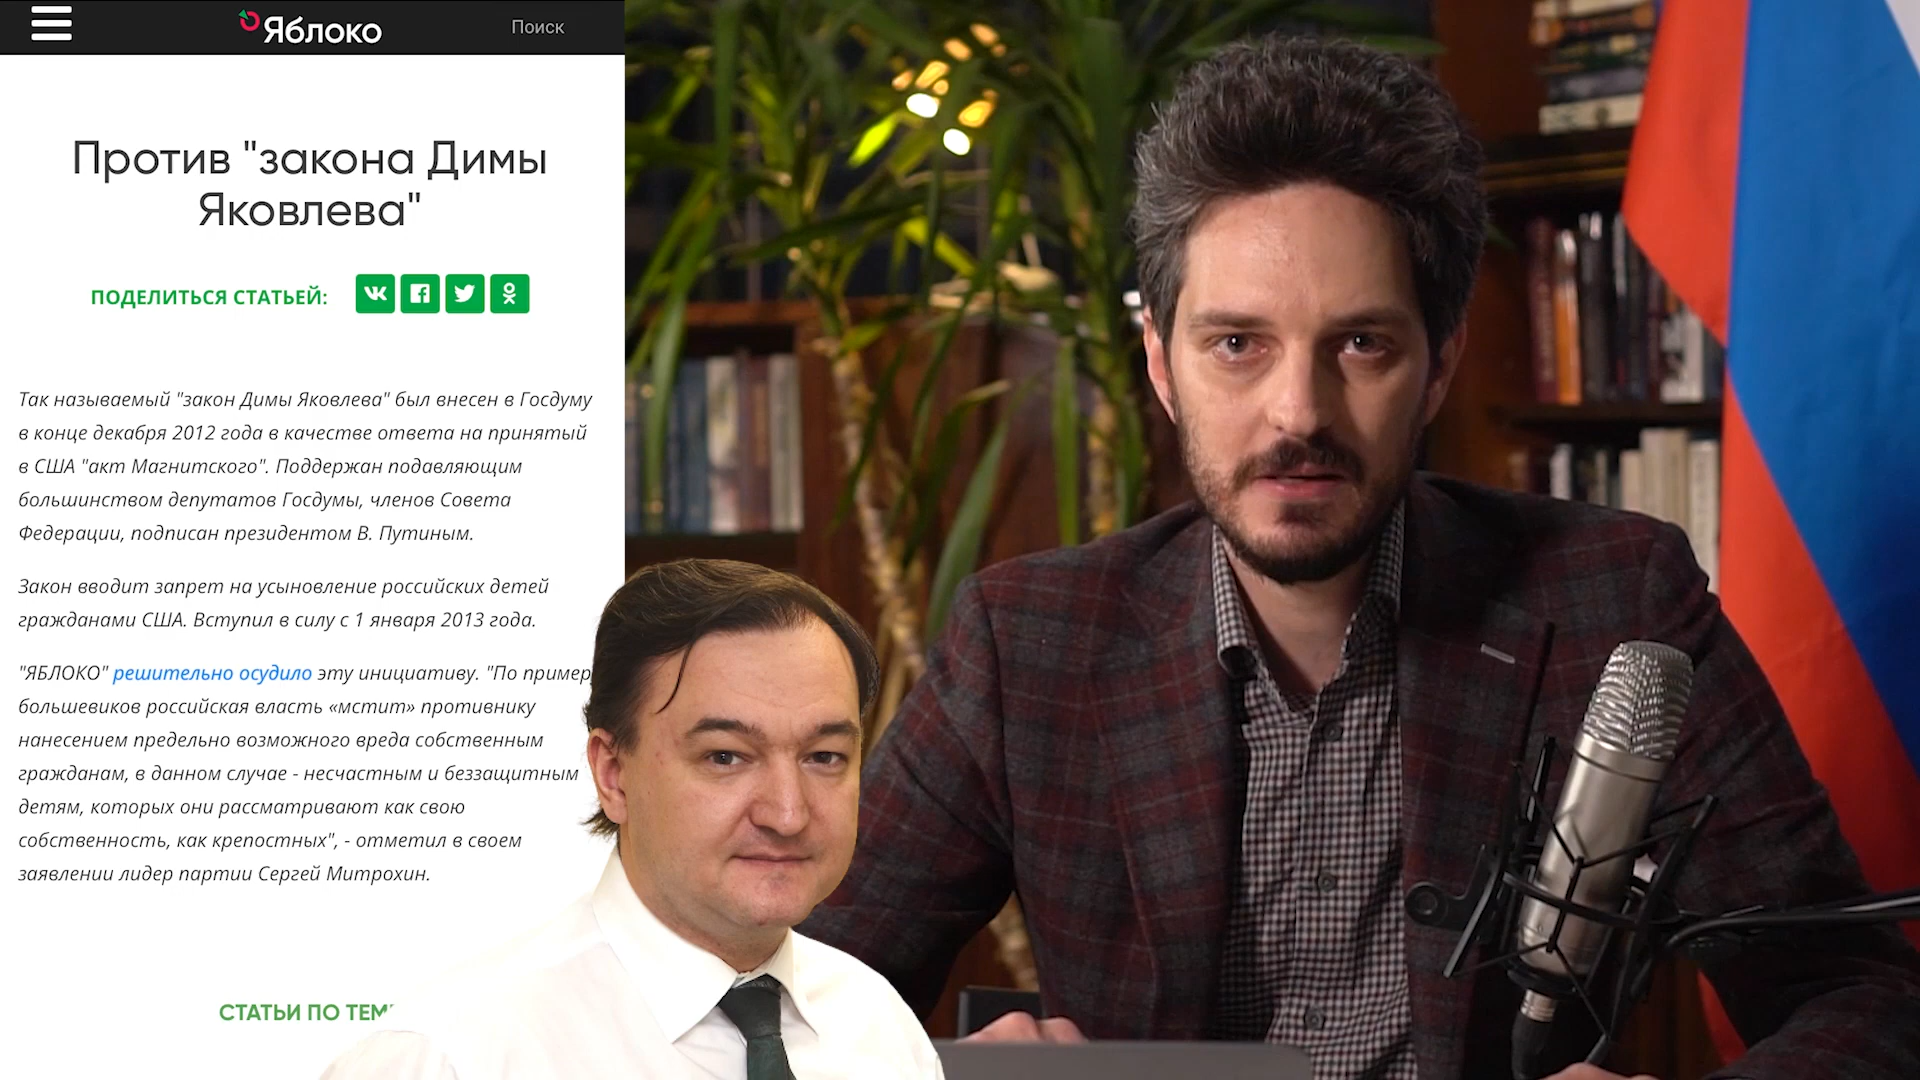 Яблоко
Поиск
Против "закона Димы
Яковлева"
ПОДЕЛИТЬСЯ СТАТЬЕЙ:
Так называемый "закон Димы Яковлева" был внесен в Госдуму
в конце декабря 2012 года в качестве ответа на принятый
в США "акт Магнитского". Поддержан подавляющим
большинством депутатов Госдумы, членов Совета
Федерации, подписан президентом В. Путиным.
Закон вводит запрет на усыновление российских детей
гражданами США. Вступил в силу с 1 января 2013 года.
"ЯБЛОКО" решительно осудило эту инициативу. "По пример
большевиков российская власть «мстит» противнику
нанесением предельно возможного вреда собственным
гражданам, в данном случае - несчастным и беззащитным
детям, которых они рассматривают как свою
собственность, как крепостных", - отметил в своем
заявлении лидер партии Сергей Митрохин.
СТАТЬИ ПО ТЕМ